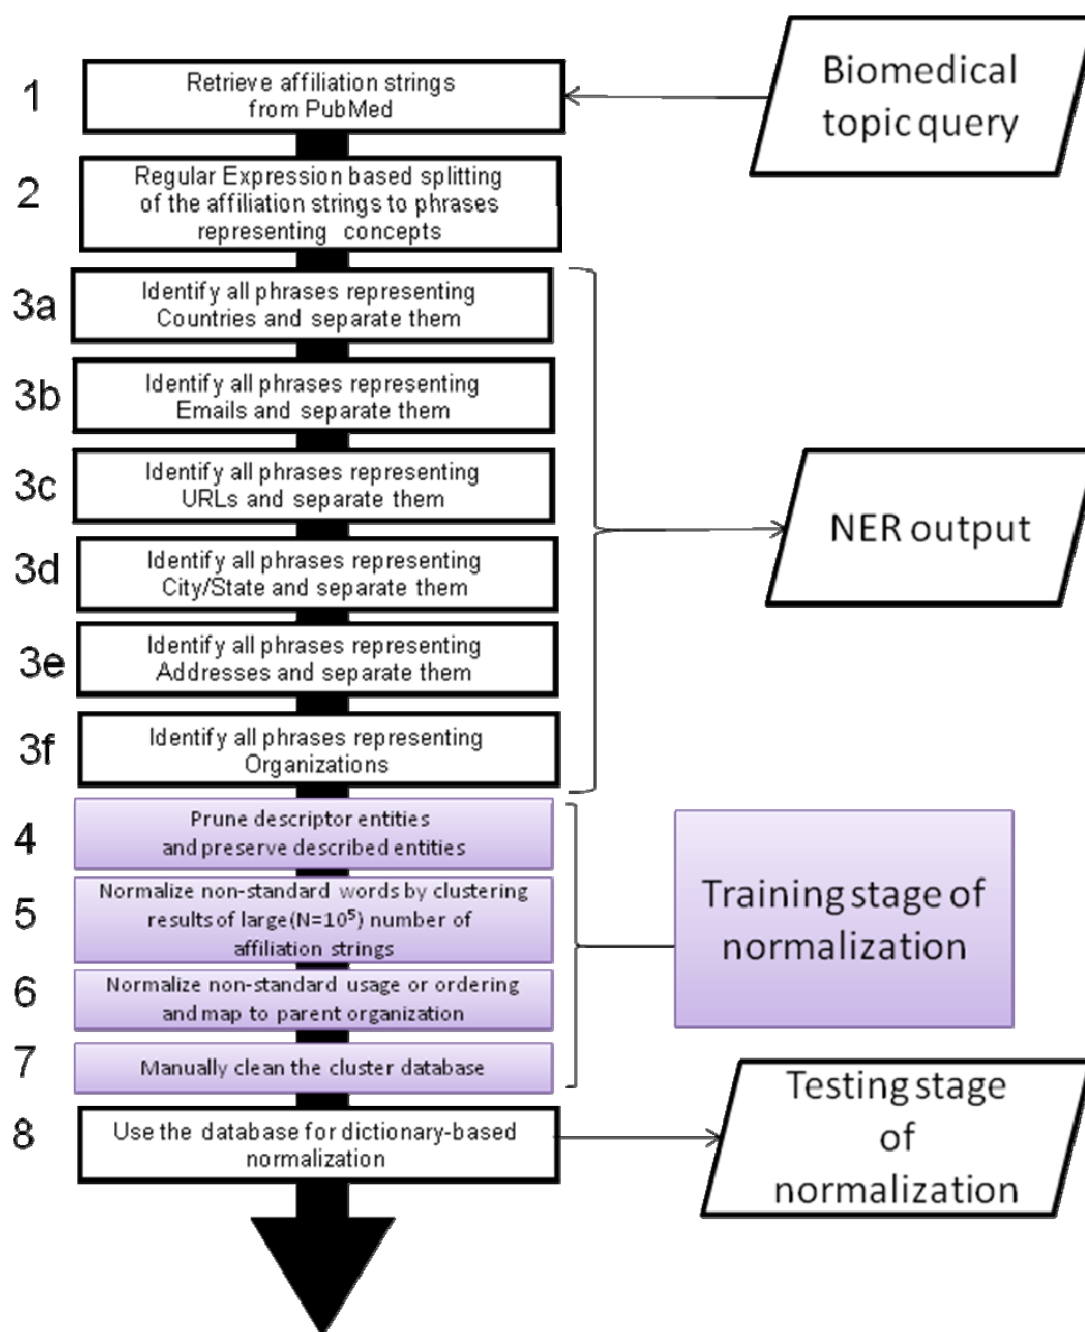 1
Retrieve affiliation strings
from PubMed
Biomedical
topic query
2
Regular Expression based splitting
of the affiliation strings to phrases
representing concepts
3a
Identify all phrases representing
Countries and separate them
3b
Identify all phrases representing
Emails and separate them
3c
Identify all phrases representing
URLs and separate them
3d
Identify all phrases representing
City/State and separate them
3e
Identify all phrases representing
Addresses and separate them
3f
Identify all phrases representing
Organizations
NER output
4
Prune descriptor entities
and preserve described entities
5
Normalize non-standard words by clustering
results of large(N=10⁵) number of
affiliation strings
6
Normalize non-standard usage or ordering
and map to parent organization
7
Manually clean the cluster database
Training stage of
normalization
8
Use the database for dictionary-based
normalization
Testing stage
of
normalization